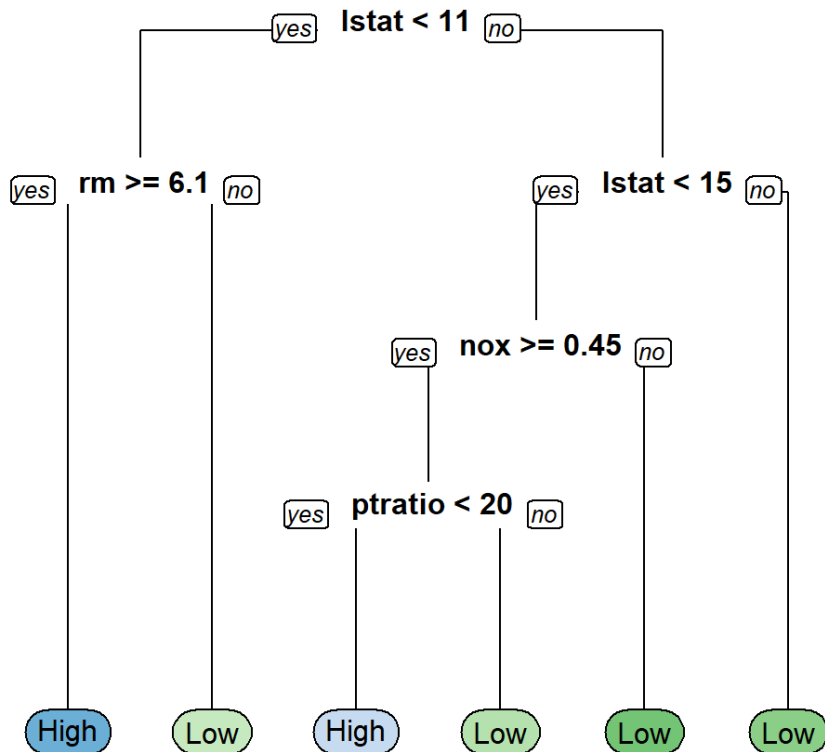 yes lstat < 11 no
yes rm >= 6.1 no yes lstat < 15 no
yes nox >= 0.45 no
yes ptratio < 20 no
High Low High Low Low Low